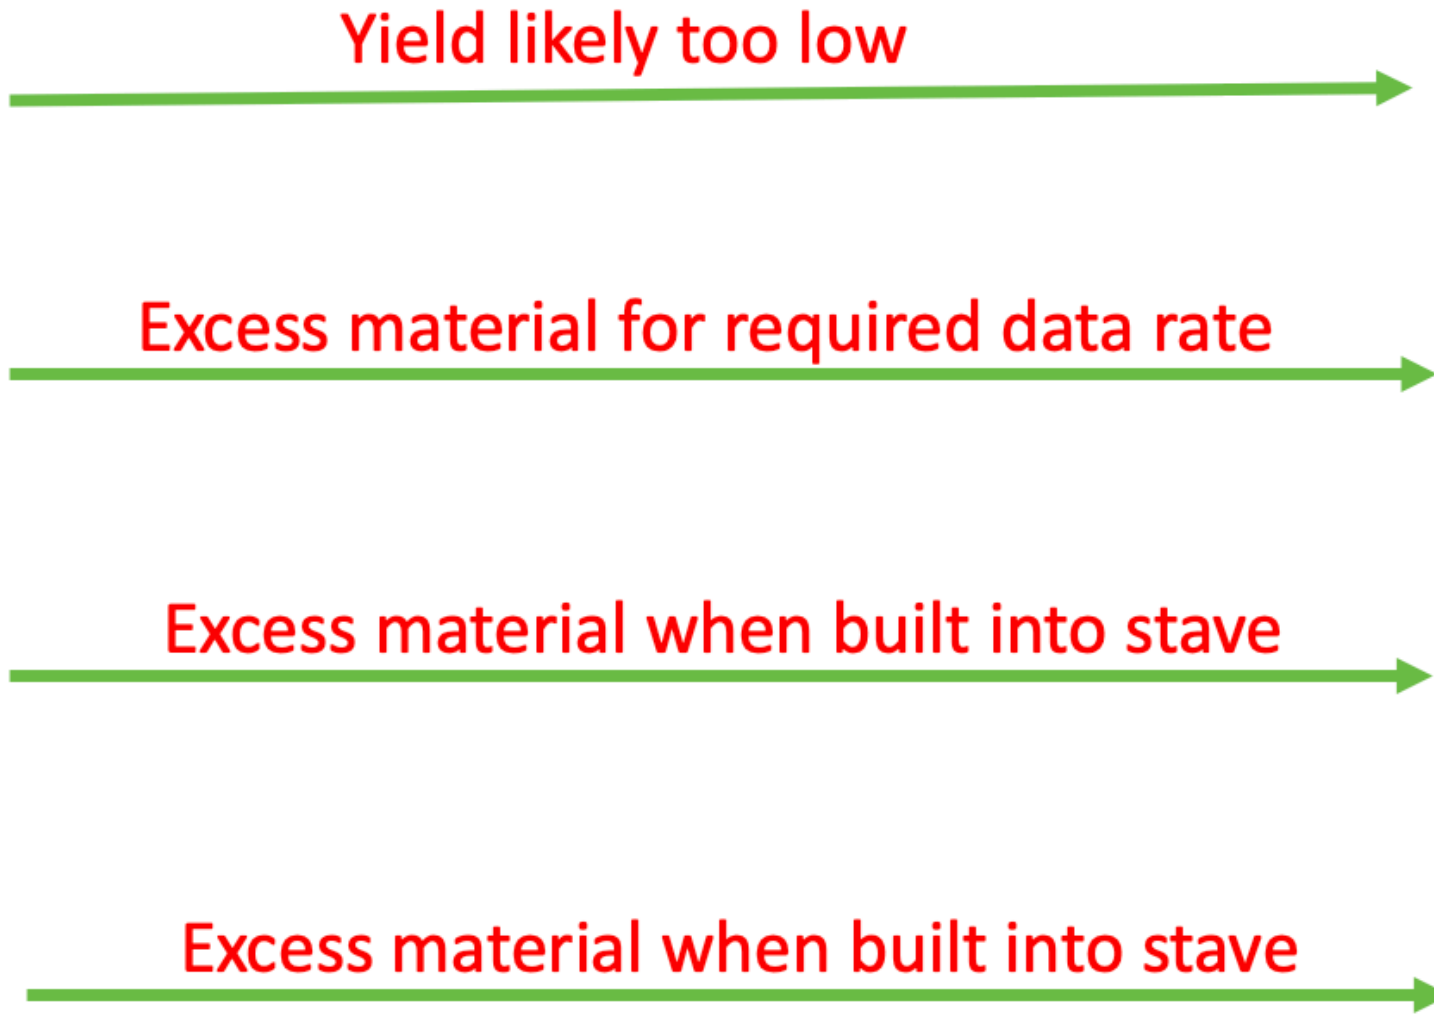 Yield likely too low
Excess material for required data rate
Excess material when built into stave
Excess material when built into stave